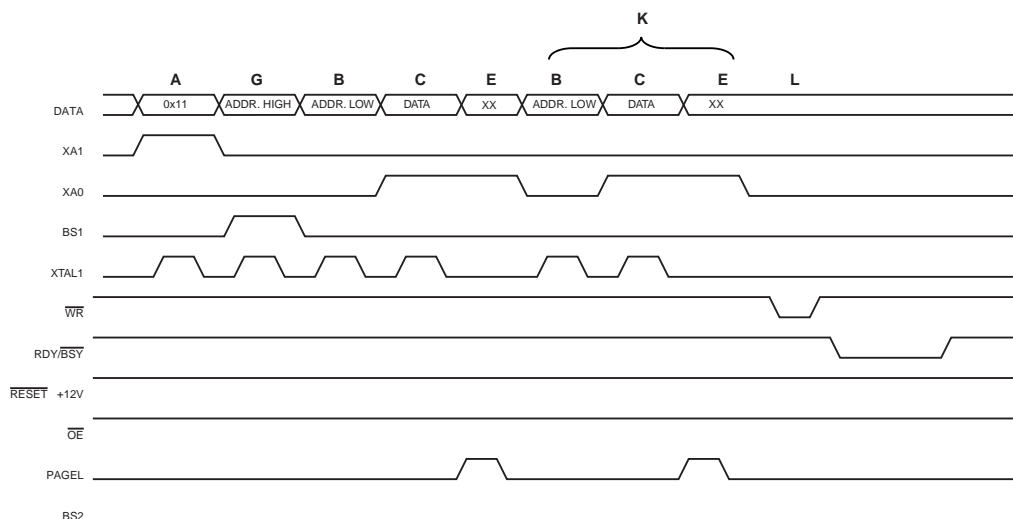 K
A G B C E B C E L
DATA 0x11 ADDR. HIGH ADDR. LOW DATA XX ADDR. LOW DATA XX
XA1
XA0
BS1
XTAL1
WR
RDY/BSY
RESET +12V
OE
PAGEL
BS2